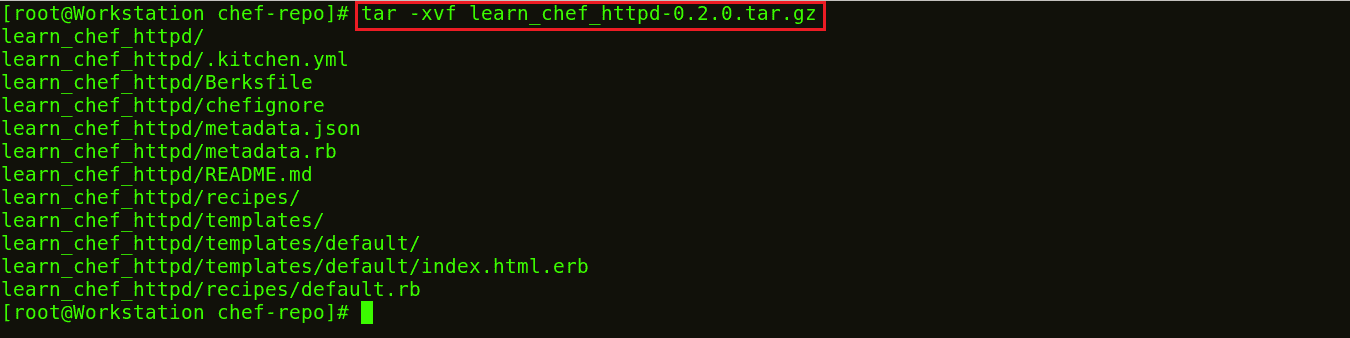 [root@Workstation chef-repo]# tar -xvf learn_chef_httpd-0.2.0.tar.gz
learn_chef_httpd/
learn_chef_httpd/.kitchen.yml
learn_chef_httpd/Berksfile
learn_chef_httpd/chefignore
learn_chef_httpd/metadata.json
learn_chef_httpd/metadata.rb
learn_chef_httpd/README.md
learn_chef_httpd/recipes/
learn_chef_httpd/templates/
learn_chef_httpd/templates/default/
learn_chef_httpd/templates/default/index.html.erb
learn_chef_httpd/recipes/default.rb
[root@Workstation chef-repo]#